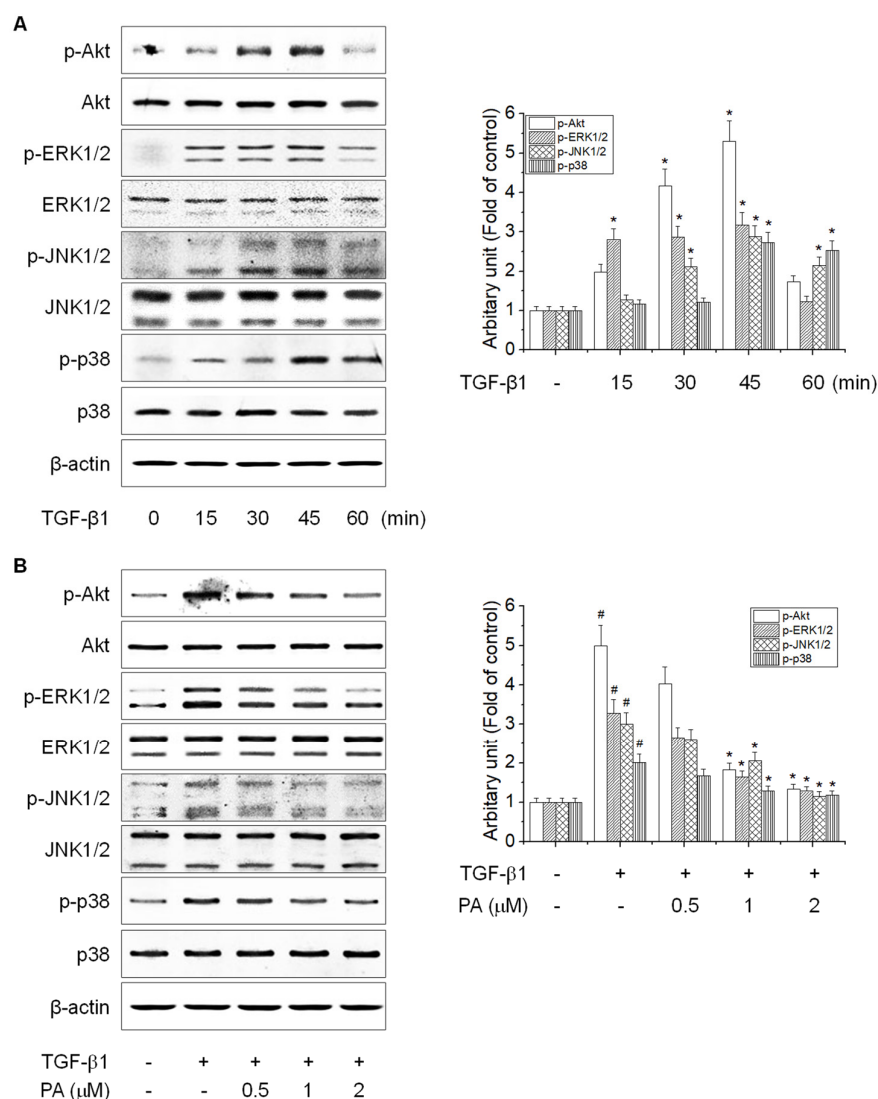 A
p-Akt
Akt
p-ERK1/2
ERK1/2
p-JNK1/2
JNK1/2
p-p38
p38
β-actin
TGF-β1 0 15 30 45 60 (min)
Arbitary unit (Fold of control)
6
5
4
3
2
1
0
p-Akt
p-ERK1/2
p-JNK1/2
p-p38
* * * * * * * * * *
TGF-β1 - 15 30 45 60 (min)
B
p-Akt
Akt
p-ERK1/2
ERK1/2
p-JNK1/2
JNK1/2
p-p38
p38
β-actin
TGF-β1 - + + + +
PA (μM) - - 0.5 1 2
Arbitary unit (Fold of control)
6
5
4
3
2
1
0
p-Akt
p-ERK1/2
p-JNK1/2
p-p38
# # # # * * * * * * * *
TGF-β1 - + + + +
PA (μM) - - 0.5 1 2